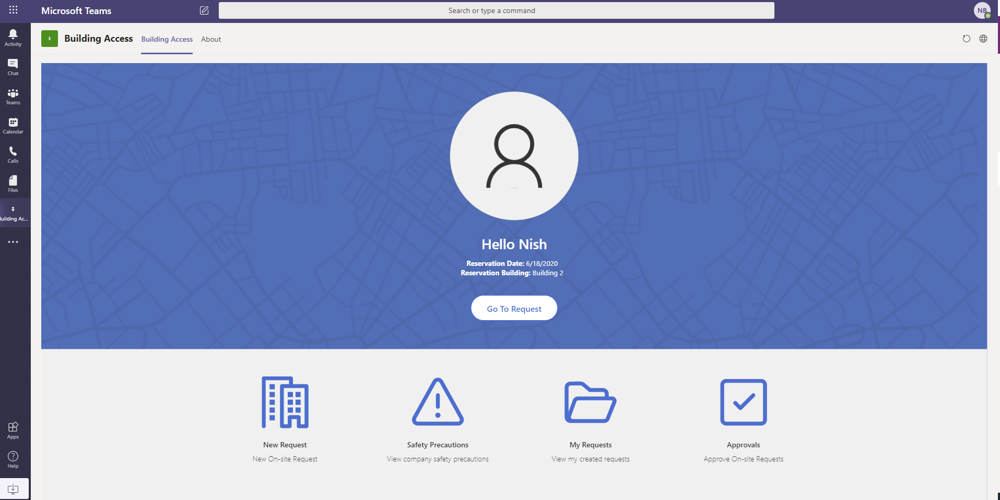 Microsoft Teams
Search or type a command
NB
Activity
Chat
Teams
Calendar
Calls
Files
Building Ac...
Apps
Help
Building Access
Building Access
About
Hello Nish
Reservation Date: 6/18/2020
Reservation Building: Building 2
Go To Request
New Request
New On-site Request
Safety Precautions
View company safety precautions
My Requests
View my created requests
Approvals
Approve On-site Requests